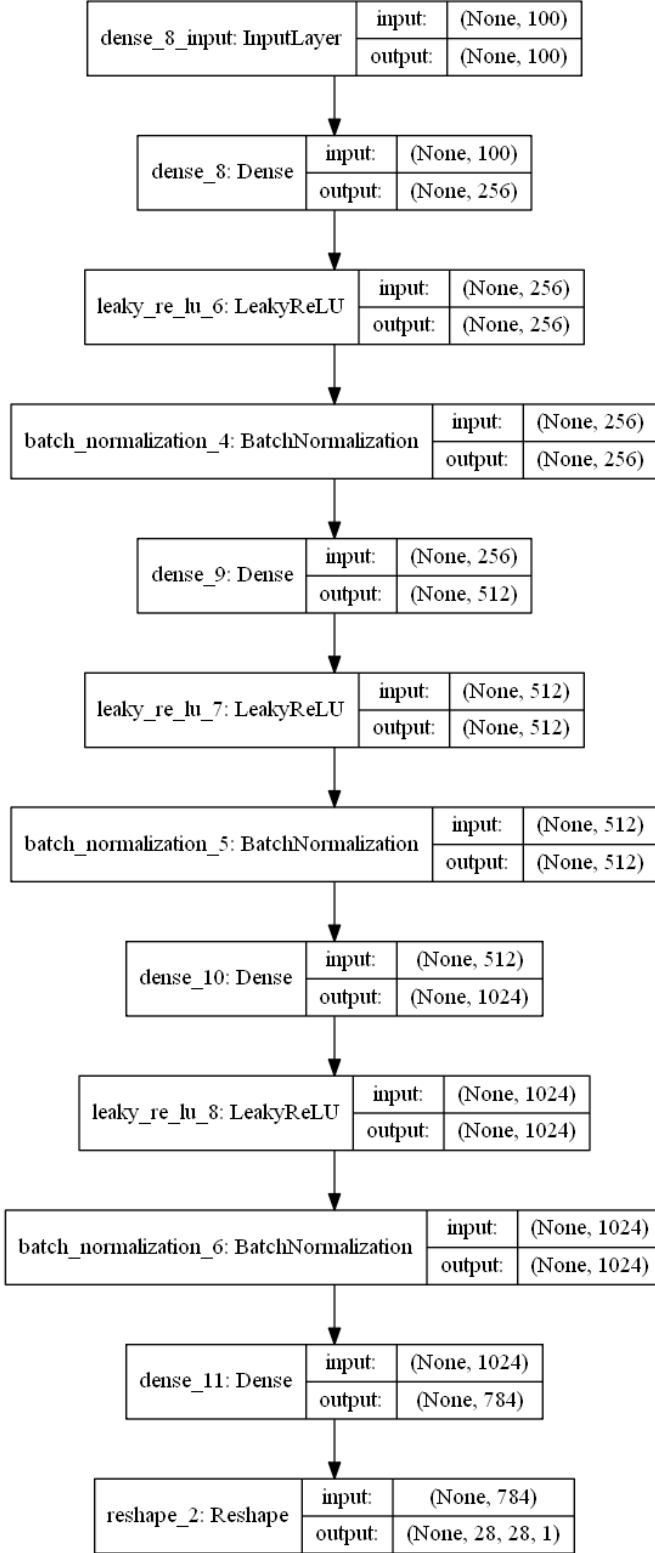 dense_8_input: InputLayer
input: (None, 100)
output: (None, 100)
dense_8: Dense
input: (None, 100)
output: (None, 256)
leaky_re_lu_6: LeakyReLU
input: (None, 256)
output: (None, 256)
batch_normalization_4: BatchNormalization
input: (None, 256)
output: (None, 256)
dense_9: Dense
input: (None, 256)
output: (None, 512)
leaky_re_lu_7: LeakyReLU
input: (None, 512)
output: (None, 512)
batch_normalization_5: BatchNormalization
input: (None, 512)
output: (None, 512)
dense_10: Dense
input: (None, 512)
output: (None, 1024)
leaky_re_lu_8: LeakyReLU
input: (None, 1024)
output: (None, 1024)
batch_normalization_6: BatchNormalization
input: (None, 1024)
output: (None, 1024)
dense_11: Dense
input: (None, 1024)
output: (None, 784)
reshape_2: Reshape
input: (None, 784)
output: (None, 28, 28, 1)